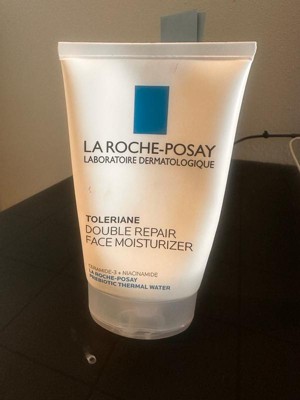 LA ROCHE-POSAY
LABORATOIRE DERMATOLOGIQUE
TOLERIANE
DOUBLE REPAIR
FACE MOISTURIZER
CERAMIDE-3 + NIACINAMIDE
LA ROCHE-POSAY
PREBIOTIC THERMAL WATER